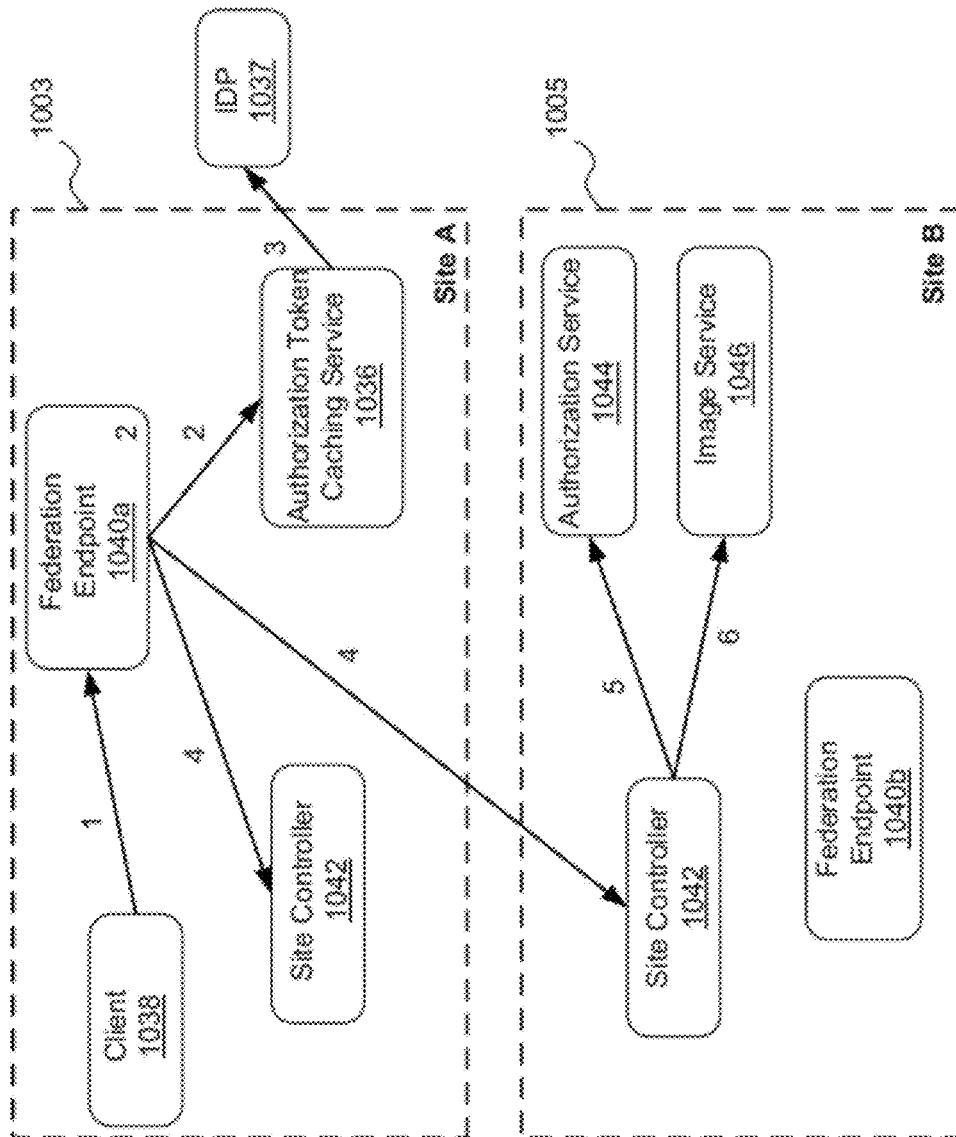 1003
IDP
1037
Federation
Endpoint
1040a
2
1
2
3
Authorization Token
Caching Service
1036
Client
1038
4
4
Site Controller
1042
Site A
1005
Authorization Service
1044
5
6
Image Service
1046
Site Controller
1042
Federation
Endpoint
1040b
Site B